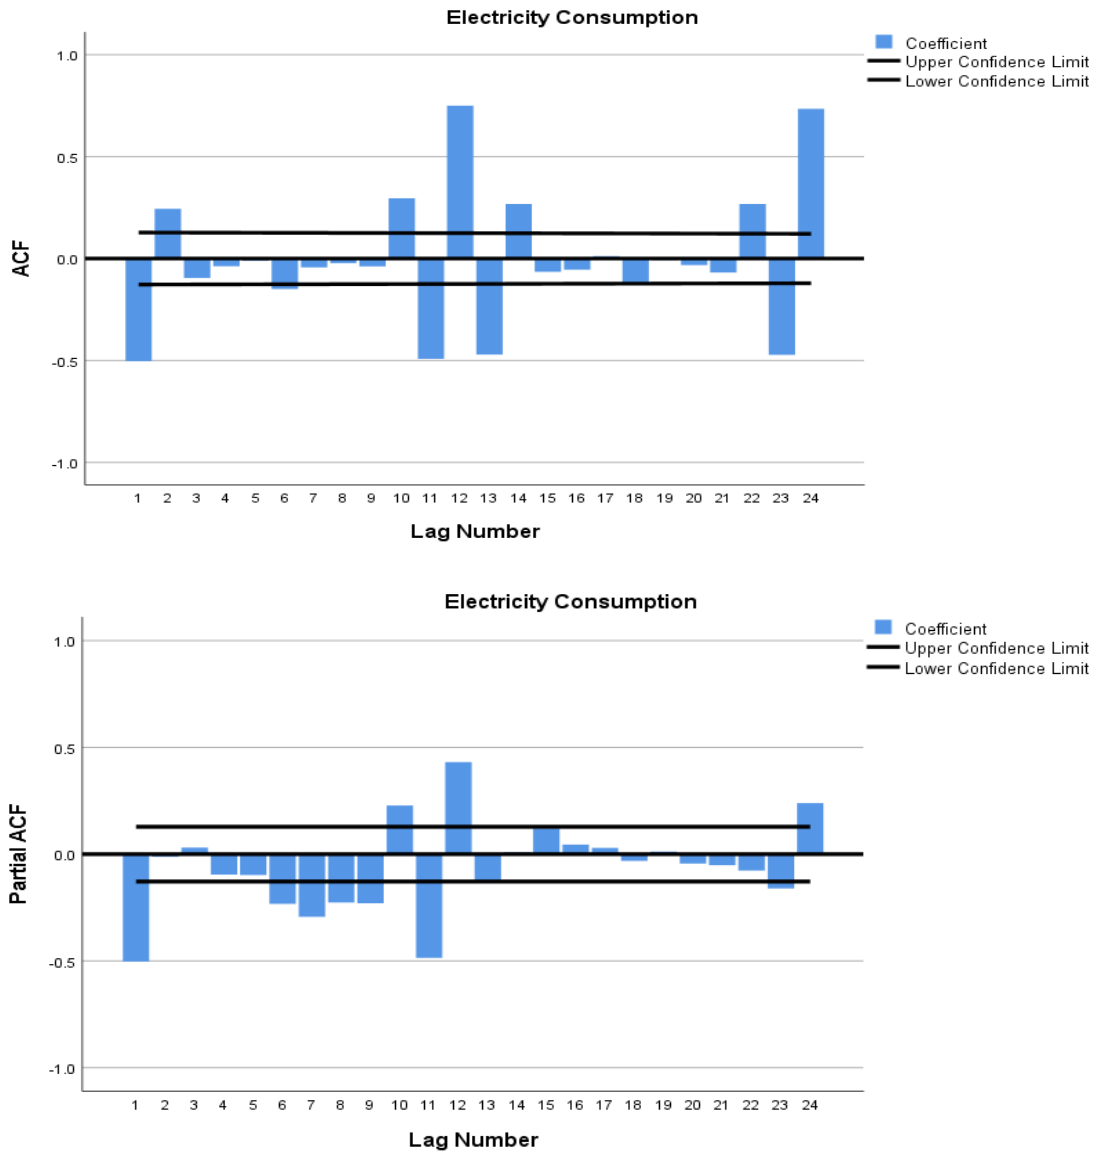 Electricity Consumption
Coefficient
Upper Confidence Limit
Lower Confidence Limit
1.0
0.5
0.0
-0.5
-1.0
ACF
1 2 3 4 5 6 7 8 9 10 11 12 13 14 15 16 17 18 19 20 21 22 23 24
Lag Number
Electricity Consumption
Coefficient
Upper Confidence Limit
Lower Confidence Limit
1.0
0.5
0.0
-0.5
-1.0
Partial ACF
1 2 3 4 5 6 7 8 9 10 11 12 13 14 15 16 17 18 19 20 21 22 23 24
Lag Number